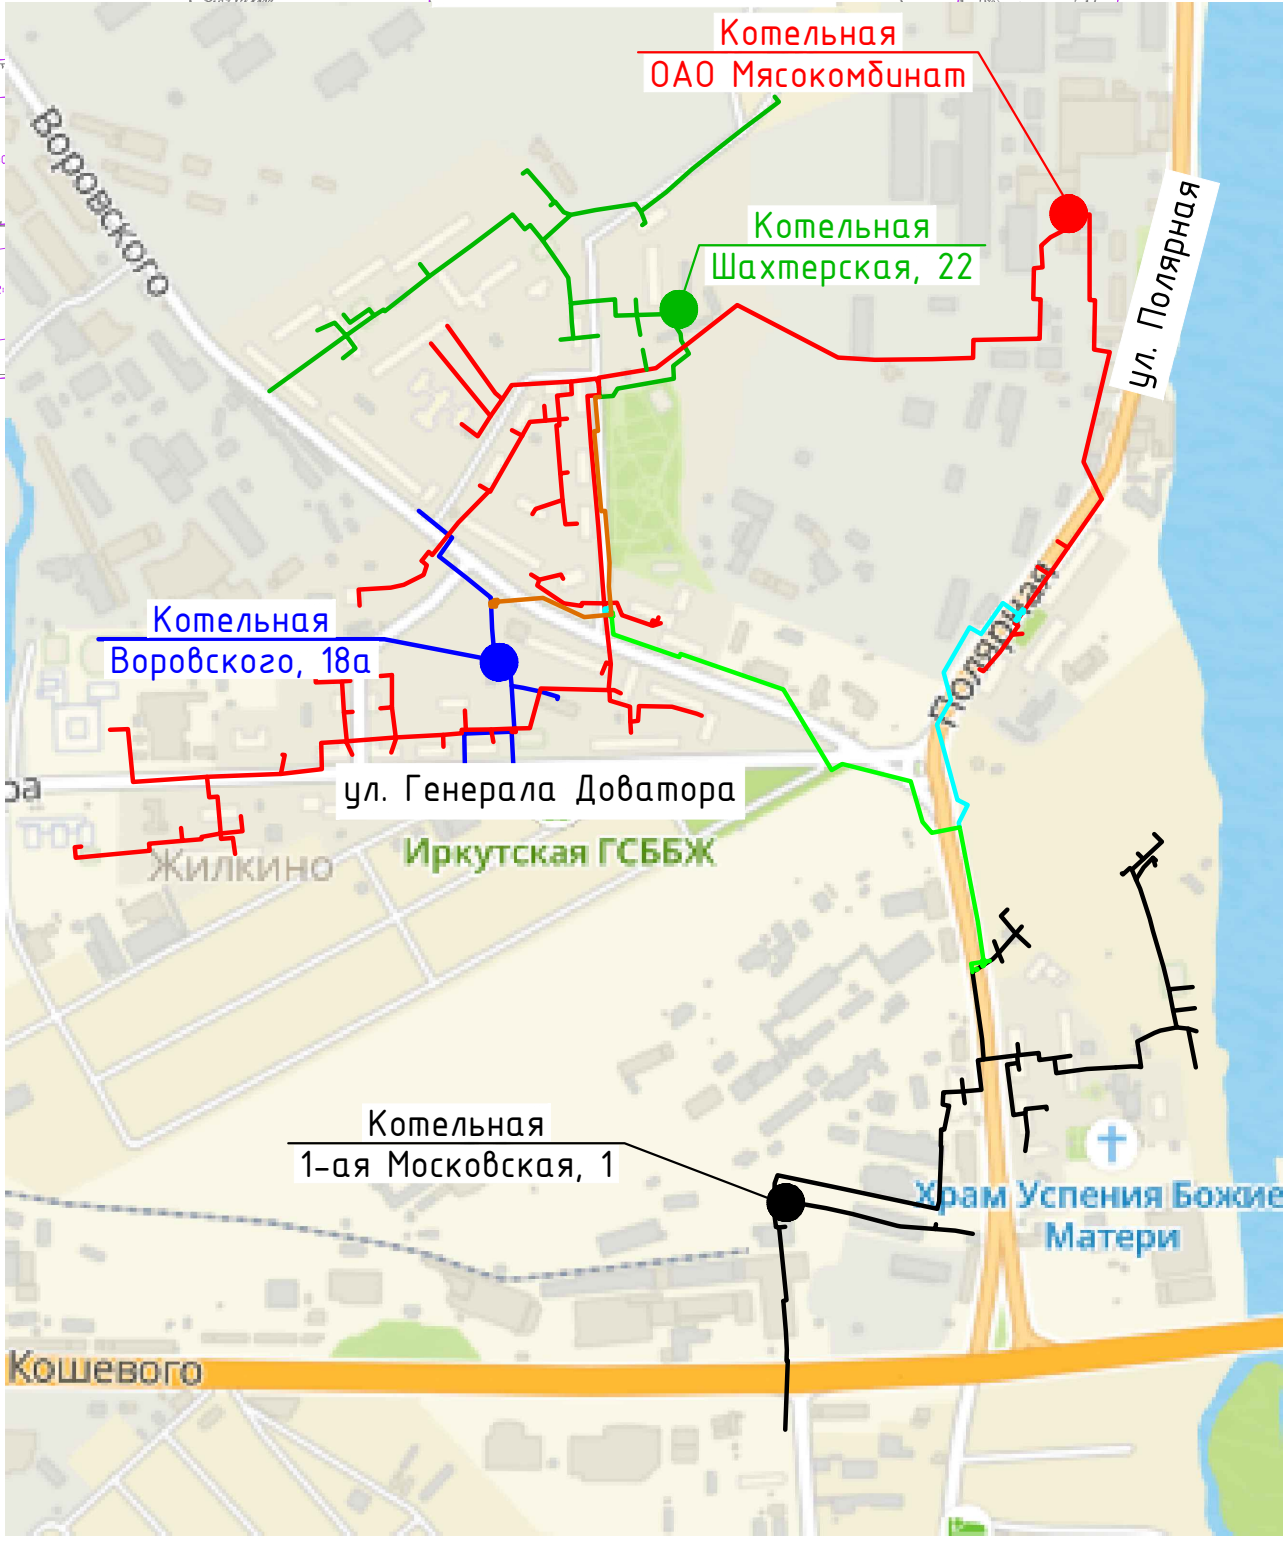 Котельная
ОАО Мясокомбинат
Воровского
ул. Полярная
Котельная
Шахтерская, 22
Полярная
Котельная
Воровского, 18а
ра
ул. Генерала Доватора
Иркутская ГСББЖ
Жилкино
Котельная
1-ая Московская, 1
Храм Успения Божие
Матери
Кошевого